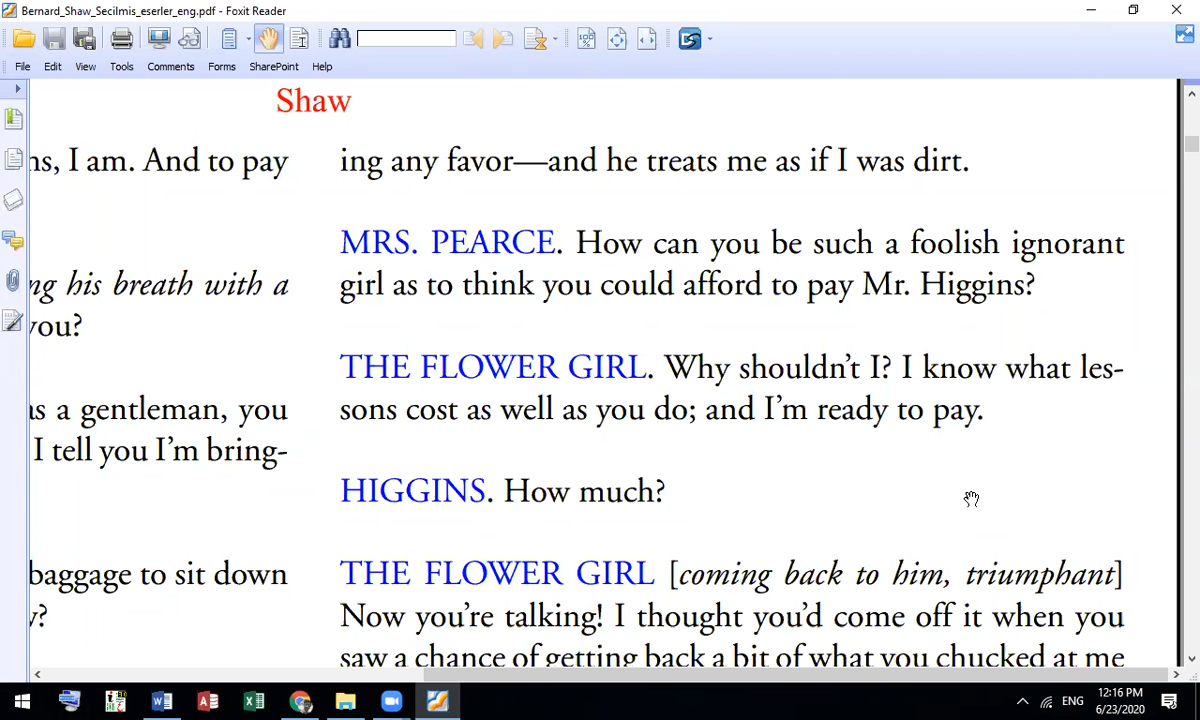 Bernard_Shaw_Secilmis_eserler_eng.pdf - Foxit Reader
File Edit View Tools Comments Forms SharePoint Help
Shaw
ns, I am. And to pay
ng his breath with a
you?
as a gentleman, you
I tell you I'm bring-
baggage to sit down
w?
ing any favor—and he treats me as if I was dirt.
MRS. PEARCE. How can you be such a foolish ignorant
girl as to think you could afford to pay Mr. Higgins?
THE FLOWER GIRL. Why shouldn't I? I know what les-
sons cost as well as you do; and I'm ready to pay.
HIGGINS. How much?
THE FLOWER GIRL [coming back to him, triumphant]
Now you're talking! I thought you'd come off it when you
saw a chance of getting back a bit of what you chucked at me
ENG
12:16 PM
6/23/2020